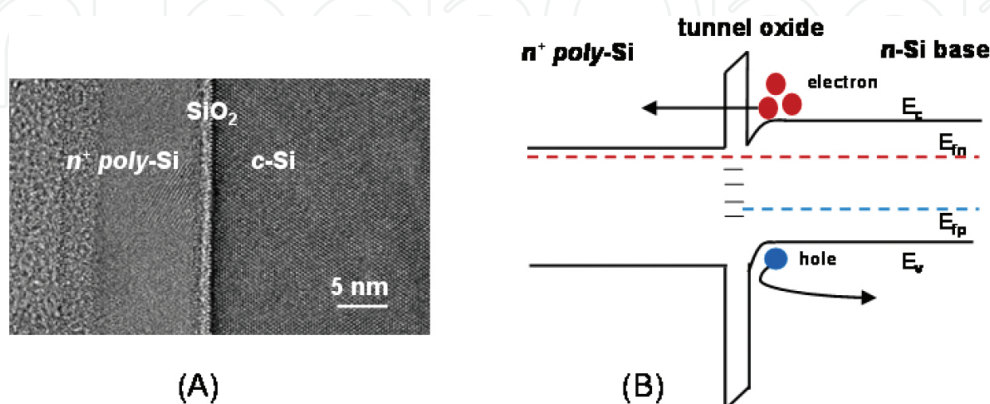 SiO2
n+ poly-Si
c-Si
5 nm
(A)
tunnel oxide
n+ poly-Si
n-Si base
electron
Ec
Efn
Efp
hole
Ev
(B)